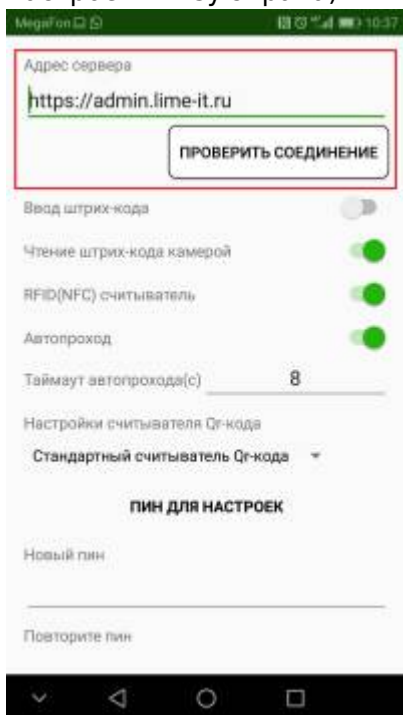 MegaFon 10:37
Адрес сервера
https://admin.lime-it.ru
ПРОВЕРИТЬ СОЕДИНЕНИЕ
Ввод штрих-кода
Чтение штрих-кода камерой
RFID(NFC) считыватель
Автопроход
Таймаут автопрохода(с) 8
Настройки считывателя Qr-кода
Стандартный считыватель Qr-кода
ПИН ДЛЯ НАСТРОЕК
Новый пин
Повторите пин